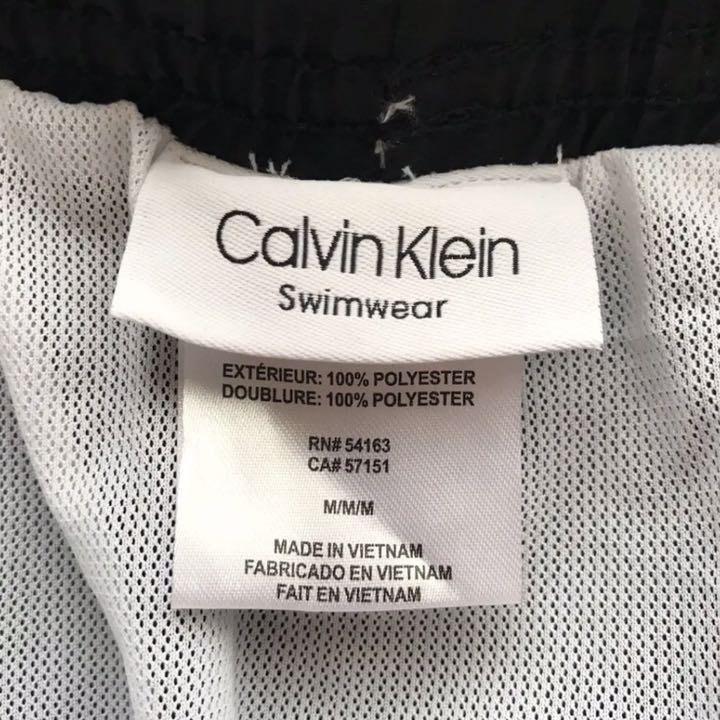 Calvin Klein
Swimwear
EXTÉRIEUR: 100% POLYESTER
DOUBLURE: 100% POLYESTER
RN# 54163
CA# 57151
M/M/M
MADE IN VIETNAM
FABRICADO EN VIETNAM
FAIT EN VIETNAM